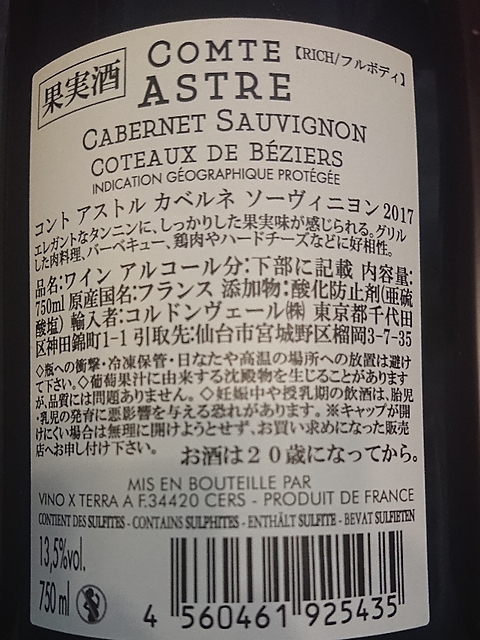 果実酒
COMTE
【RICH/フルボディ】
ASTRE
CABERNET SAUVIGNON
COTEAUX DE BÉZIERS
INDICATION GÉOGRAPHIQUE PROTÉGÉE
コント アストル カベルネ ソーヴィニヨン 2017
エレガントなタンニンに、しっかりした果実味が感じられる。グリル
した肉料理、バーベキュー、鶏肉やハードチーズなどに好相性。
品名:ワイン アルコール分:下部に記載 内容量:
750ml 原産国名:フランス 添加物:酸化防止剤(亜硫
酸塩) 輸入者:コルドンヴェール㈱ 東京都千代田
区神田錦町1-1 引取先:仙台市宮城野区榴岡3-7-35
◇瓶への衝撃・冷凍保管・日なたや高温の場所への放置は避け
て下さい。◇葡萄果汁に由来する沈殿物を生じることがあります
が、品質には問題ありません。◇妊娠中や授乳期の飲酒は、胎児
・乳児の発育に悪影響を与える恐れがあります。※キャップが開
けにくい場合は無理に開けようとせず、お買い求めになった販売
店へお申し付け下さい。
お酒は20歳になってから。
MIS EN BOUTEILLE PAR
VINO X TERRA A F.34420 CERS - PRODUIT DE FRANCE
CONTIENT DES SULFITES - CONTAINS SULPHITES - ENTHÄLT SULFITE - BEVAT SULFIETEN
13,5%vol.
750 ml
4 560461 925435